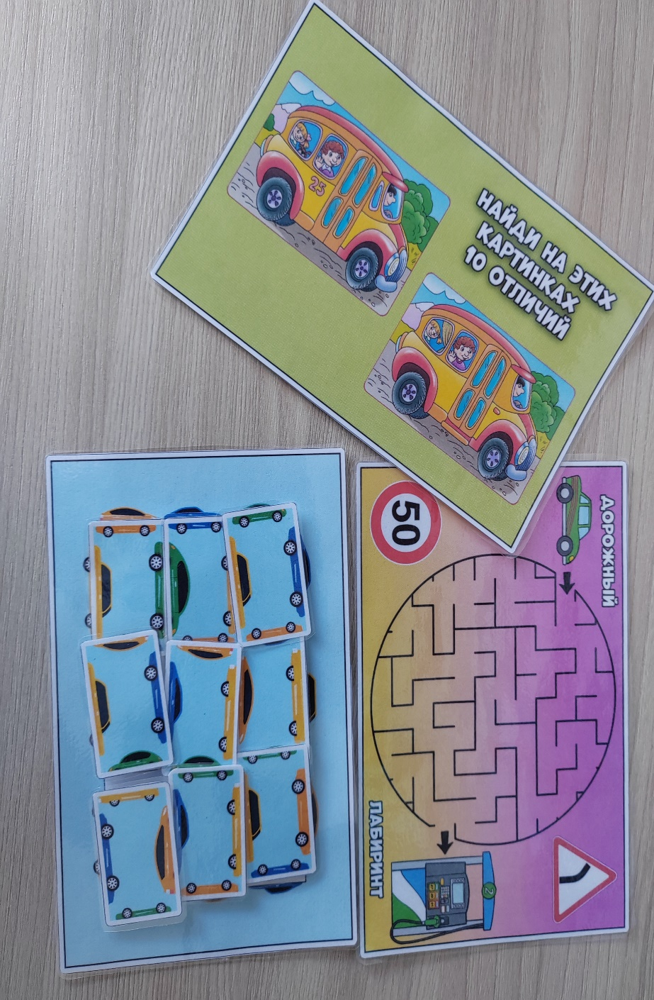 НАЙДИ НА ЭТИХ
КАРТИНКАХ
10 ОТЛИЧИЙ
25
ДОРОЖНЫЙ
50
ЛАБИРИНТ
2